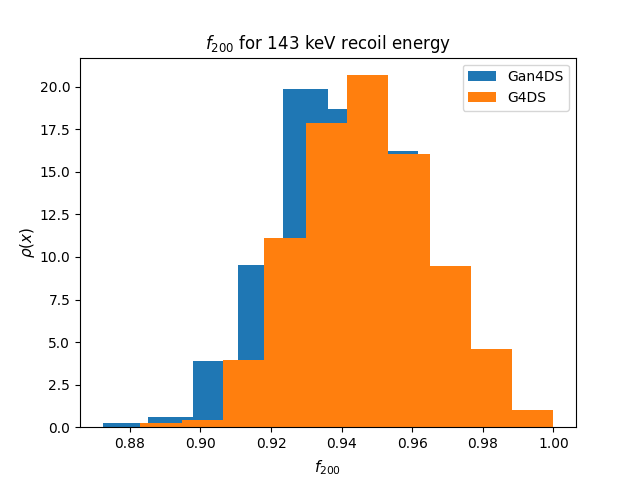 f₂₀₀ for 143 keV recoil energy
Gan4DS
G4DS
20.0
17.5
15.0
12.5
10.0
7.5
5.0
2.5
0.0
ρ(x)
0.88 0.90 0.92 0.94 0.96 0.98 1.00
f₂₀₀